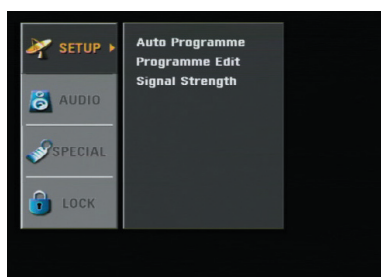 SETUP
AUDIO
SPECIAL
LOCK
Auto Programme
Programme Edit
Signal Strength